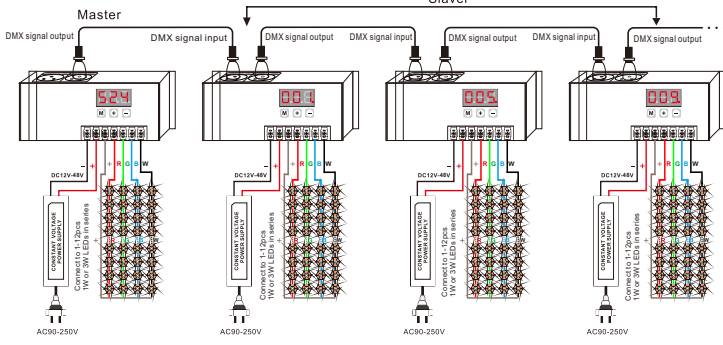 Slaver
Master
DMX signal output
DMX signal input
DMX signal output
DMX signal input
DMX signal output
DMX signal input
DMX signal output
524
M + −
001.
M + −
005.
M + −
009.
M + −
− + + R G B W
− + + R G B W
− + + R G B W
− + + R G B W
DC12V-48V
DC12V-48V
DC12V-48V
DC12V-48V
CONSTANT VOLTAGE
POWER SUPPLY
Connect to 1-12pcs
1W or 3W LEDs in series
+ R G B W
CONSTANT VOLTAGE
POWER SUPPLY
Connect to 1-12pcs
1W or 3W LEDs in series
+ R G B W
CONSTANT VOLTAGE
POWER SUPPLY
Connect to 1-12pcs
1W or 3W LEDs in series
+ R G B W
CONSTANT VOLTAGE
POWER SUPPLY
Connect to 1-12pcs
1W or 3W LEDs in series
+ R G B W
AC90-250V
AC90-250V
AC90-250V
AC90-250V